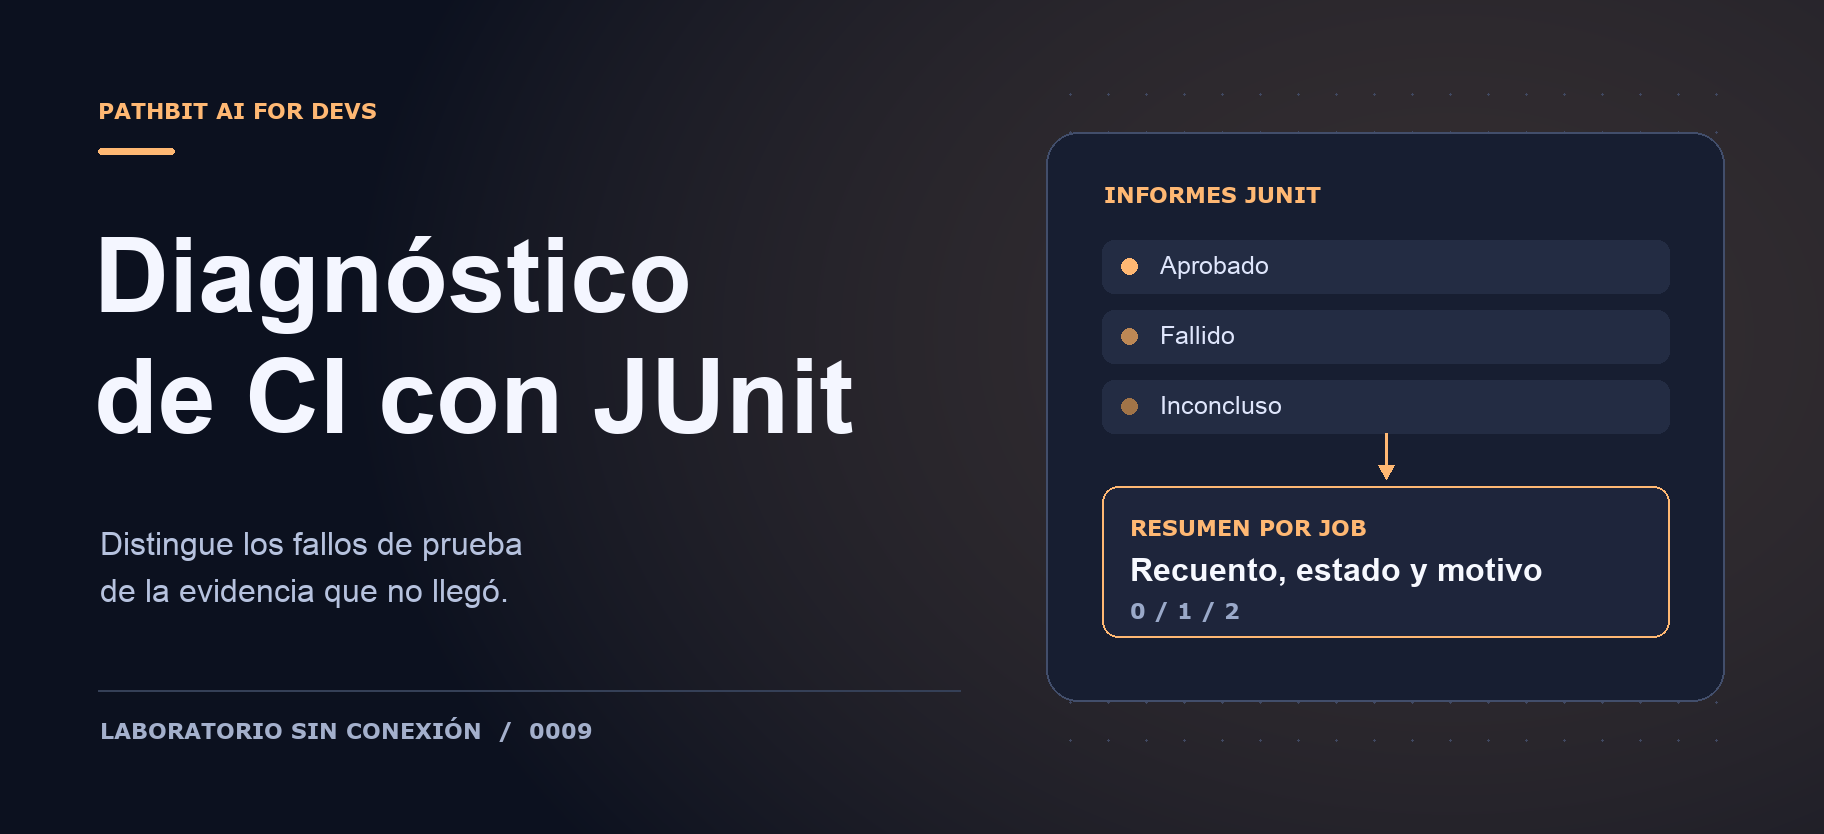 PATHBIT AI FOR DEVS
Diagnóstico
de CI con JUnit
Distingue los fallos de prueba
de la evidencia que no llegó.
LABORATORIO SIN CONEXIÓN / 0009
INFORMES JUNIT
Aprobado
Fallido
Inconcluso
RESUMEN POR JOB
Recuento, estado y motivo
0 / 1 / 2